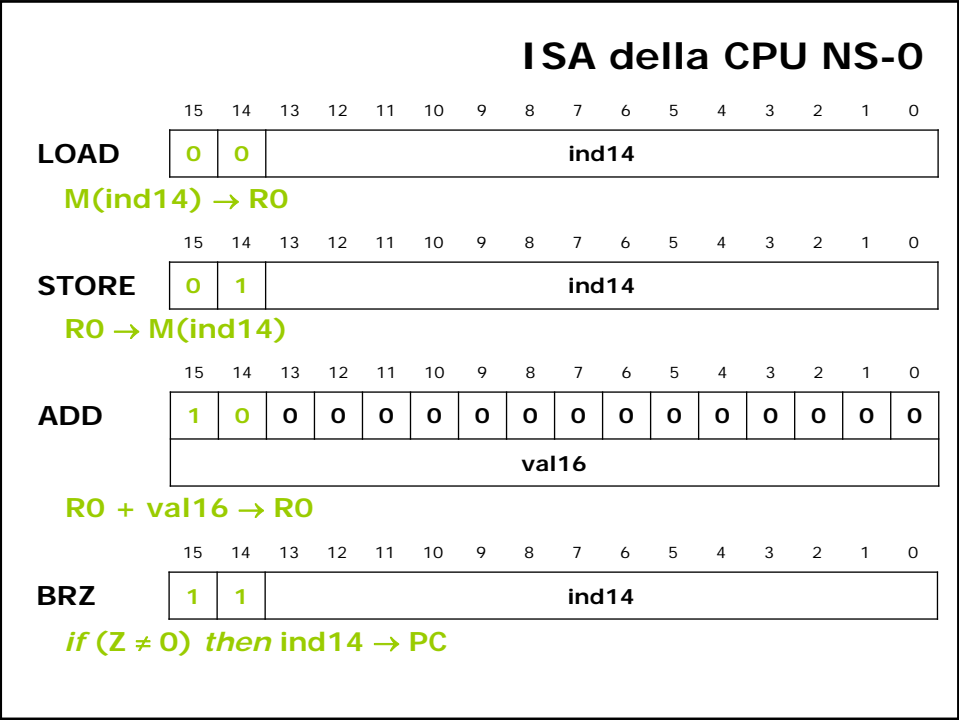 ISA della CPU NS-0
15 14 13 12 11 10 9 8 7 6 5 4 3 2 1 0
LOAD 0 0 ind14
M(ind14) → R0
15 14 13 12 11 10 9 8 7 6 5 4 3 2 1 0
STORE 0 1 ind14
R0 → M(ind14)
15 14 13 12 11 10 9 8 7 6 5 4 3 2 1 0
ADD 1 0 0 0 0 0 0 0 0 0 0 0 0 0 0 0
val16
R0 + val16 → R0
15 14 13 12 11 10 9 8 7 6 5 4 3 2 1 0
BRZ 1 1 ind14
if (Z ≠ 0) then ind14 → PC